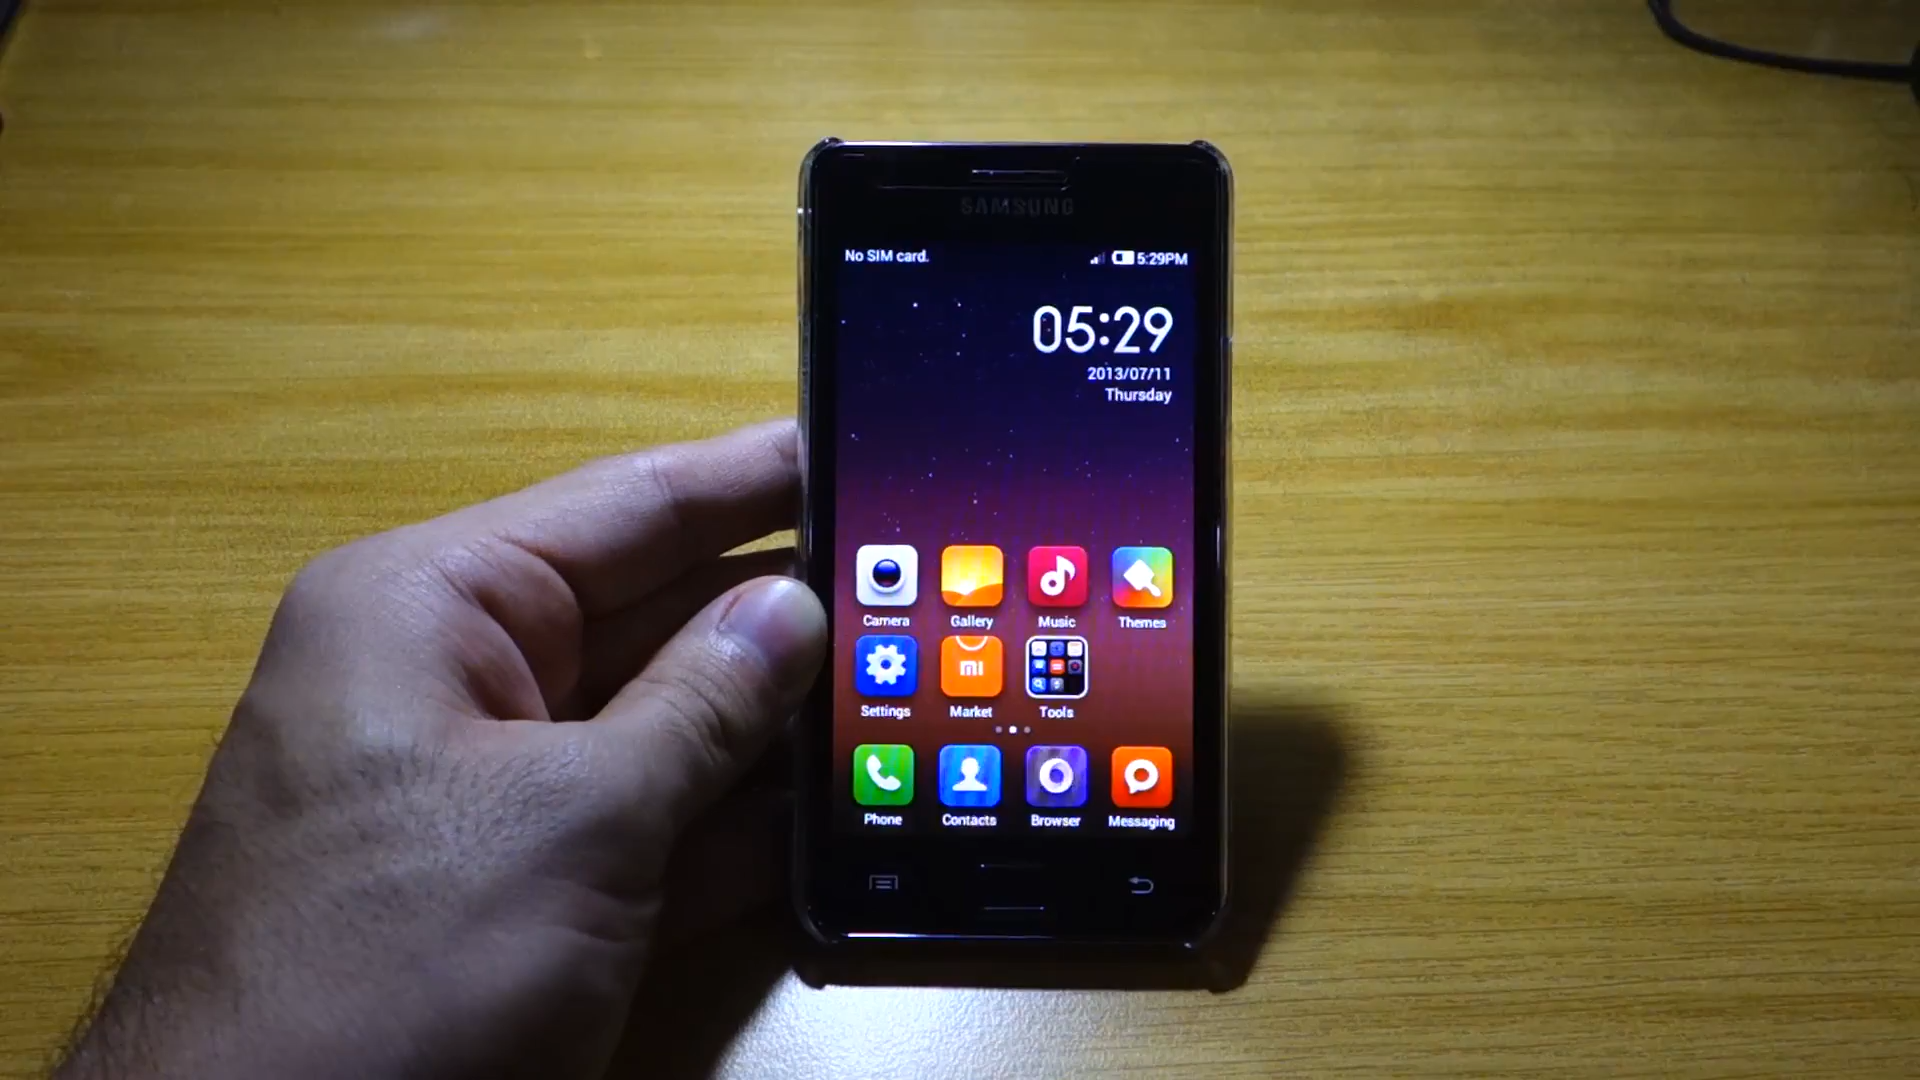 SAMSUNG
No SIM card. 5:29PM
05:29
2013/07/11
Thursday
Camera Gallery Music Themes
mi
Settings Market Tools
Phone Contacts Browser Messaging